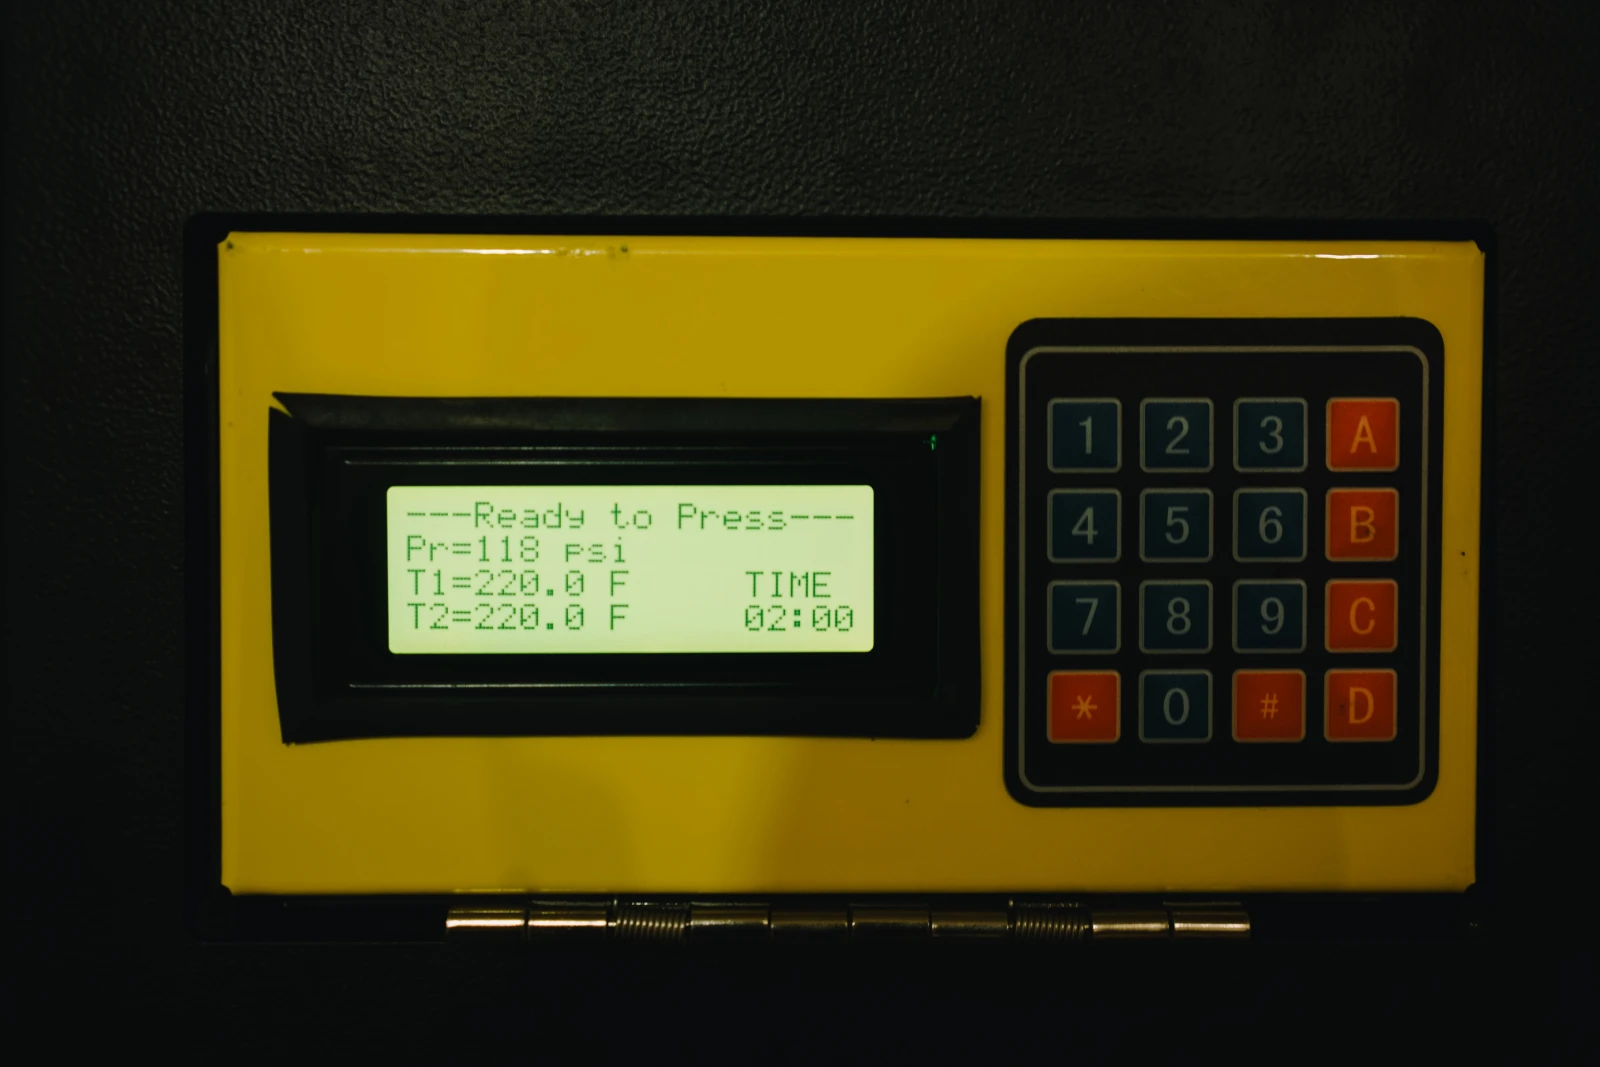 ---Ready to Press---
Pr=118 psi
T1=220.0 F TIME
T2=220.0 F 02:00
1 2 3 A
4 5 6 B
7 8 9 C
* 0 # D